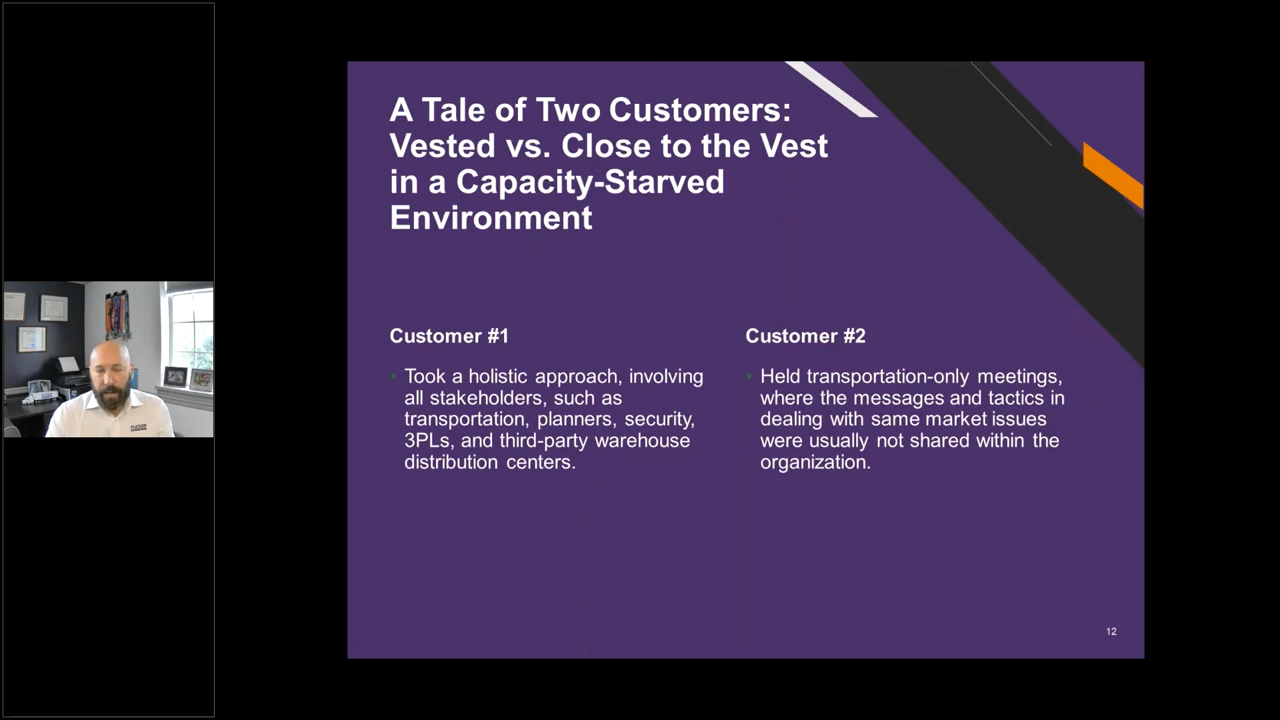 A Tale of Two Customers:
Vested vs. Close to the Vest
in a Capacity-Starved
Environment
Customer #1
• Took a holistic approach, involving
all stakeholders, such as
transportation, planners, security,
3PLs, and third-party warehouse
distribution centers.
Customer #2
• Held transportation-only meetings,
where the messages and tactics in
dealing with same market issues
were usually not shared within the
organization.
12